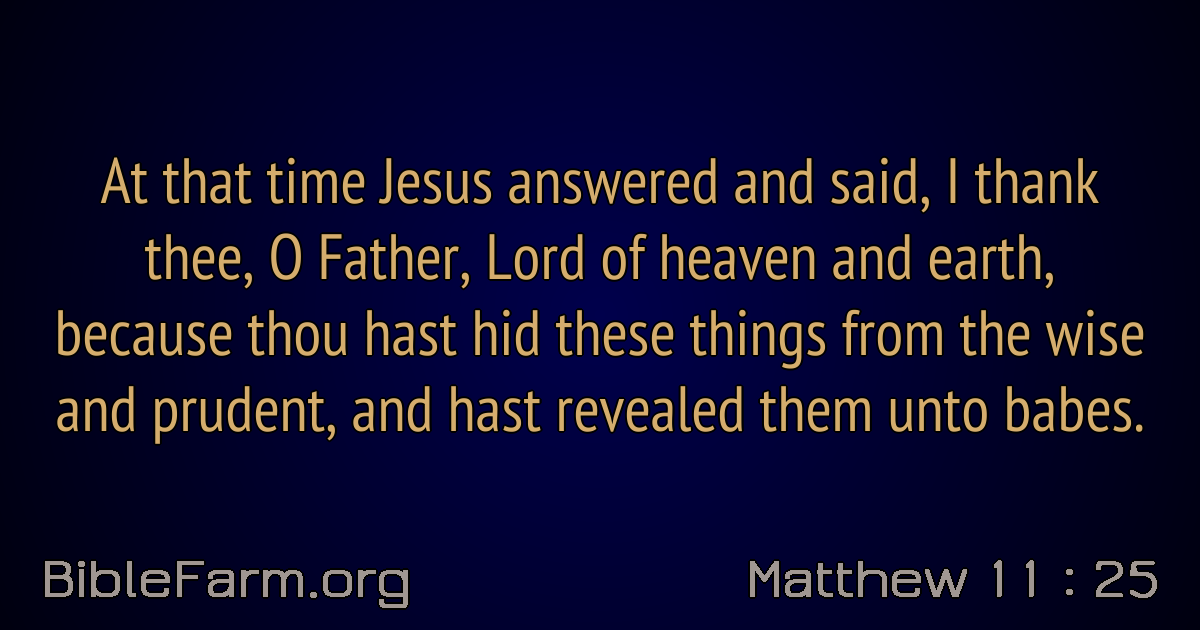 At that time Jesus answered and said, I thank
thee, O Father, Lord of heaven and earth,
because thou hast hid these things from the wise
and prudent, and hast revealed them unto babes.
BibleFarm.org
Matthew 11 : 25